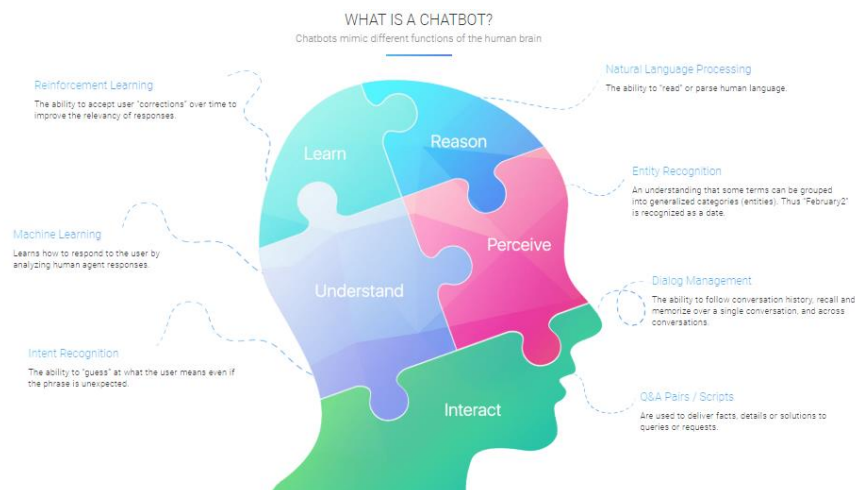 WHAT IS A CHATBOT?
Chatbots mimic different functions of the human brain
Reinforcement Learning
The ability to accept user "corrections" over time to
improve the relevancy of responses.
Natural Language Processing
The ability to "read" or parse human language.
Learn
Reason
Entity Recognition
An understanding that some terms can be grouped
into generalized categories (entities). Thus "February2"
is recognized as a date.
Machine Learning
Learns how to respond to the user by
analyzing human agent responses.
Perceive
Understand
Dialog Management
The ability to follow conversation history, recall and
memorize over a single conversation, and across
conversations.
Intent Recognition
The ability to "guess" at what the user means even if
the phrase is unexpected.
Interact
Q&A Pairs / Scripts
Are used to deliver facts, details or solutions to
queries or requests.